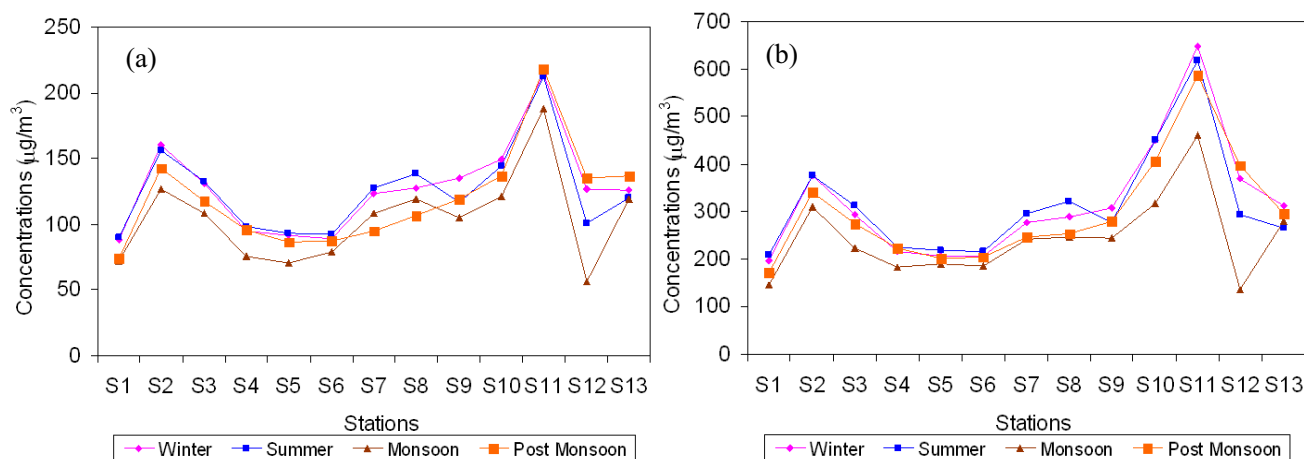 (a)
Concentrations (μg/m³)
250
200
150
100
50
0
S1 S2 S3 S4 S5 S6 S7 S8 S9 S10 S11 S12 S13
Stations
Winter Summer Monsoon Post Monsoon
(b)
Concentrations (μg/m³)
700
600
500
400
300
200
100
0
S1 S2 S3 S4 S5 S6 S7 S8 S9 S10 S11 S12 S13
Stations
Winter Summer Monsoon Post Monsoon